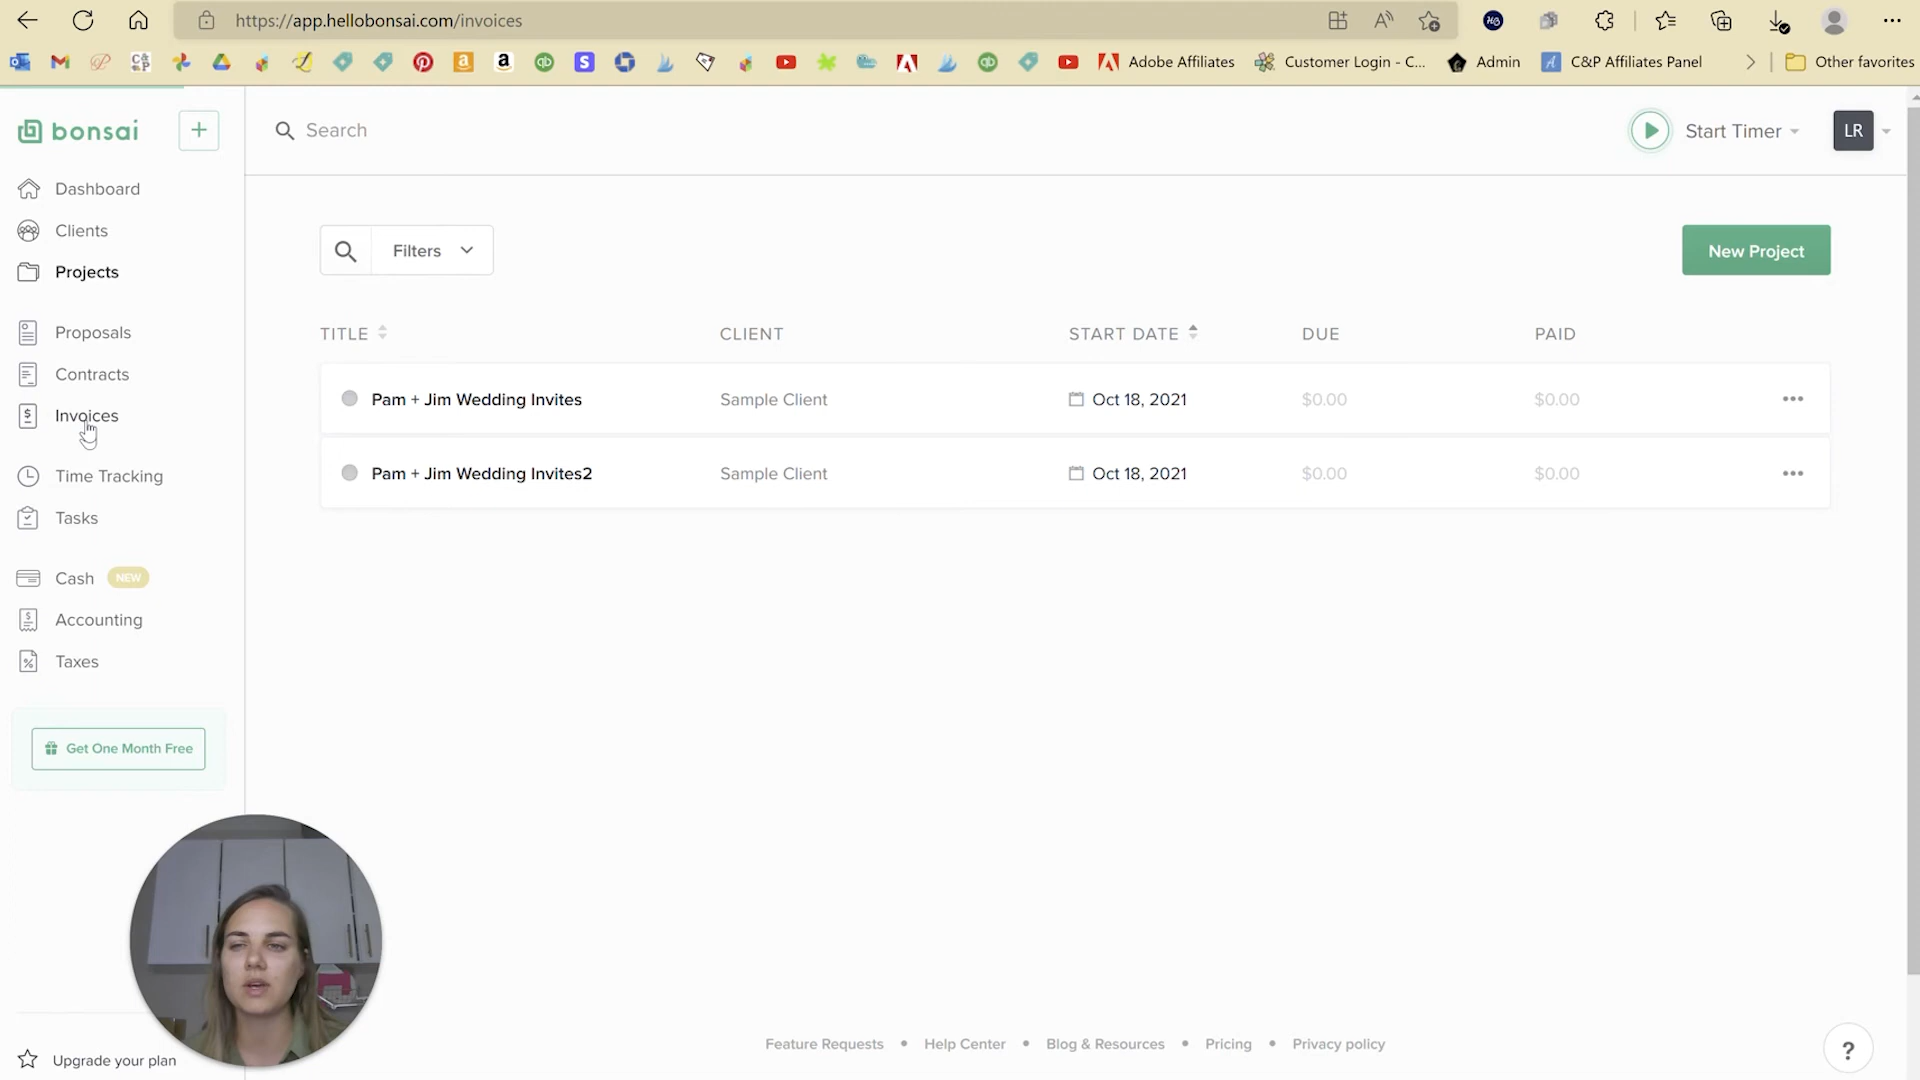 https://app.hellobonsai.com/invoices
Adobe Affiliates
Customer Login - C...
Admin
C&P Affiliates Panel
Other favorites
bonsai
+
Search
Start Timer
LR
Dashboard
Clients
Projects
Proposals
Contracts
Invoices
Time Tracking
Tasks
Cash NEW
Accounting
Taxes
Get One Month Free
Upgrade your plan
Filters
New Project
TITLE CLIENT START DATE DUE PAID
Pam + Jim Wedding Invites Sample Client Oct 18, 2021 $0.00 $0.00 •••
Pam + Jim Wedding Invites2 Sample Client Oct 18, 2021 $0.00 $0.00 •••
Feature Requests • Help Center • Blog & Resources • Pricing • Privacy policy
?